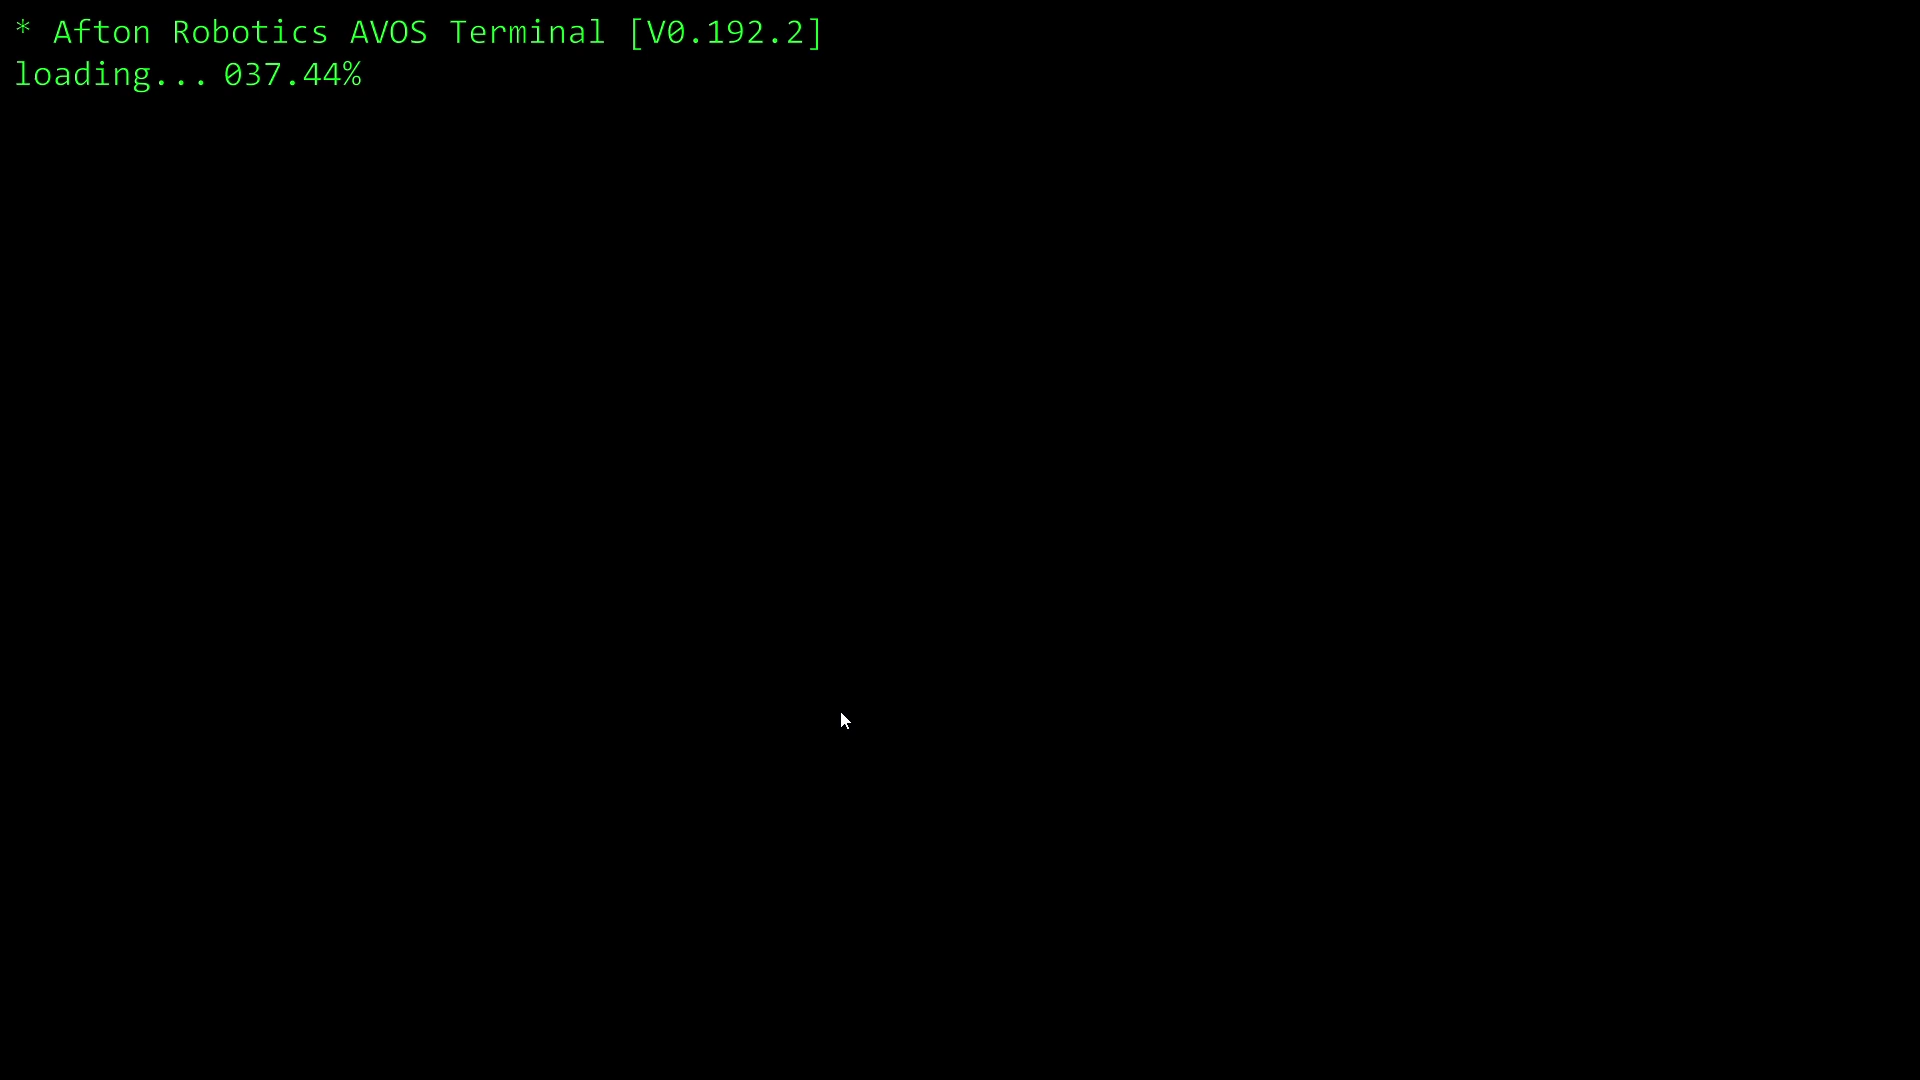 * Afton Robotics AVOS Terminal [V0.192.2]
loading... 037.44%